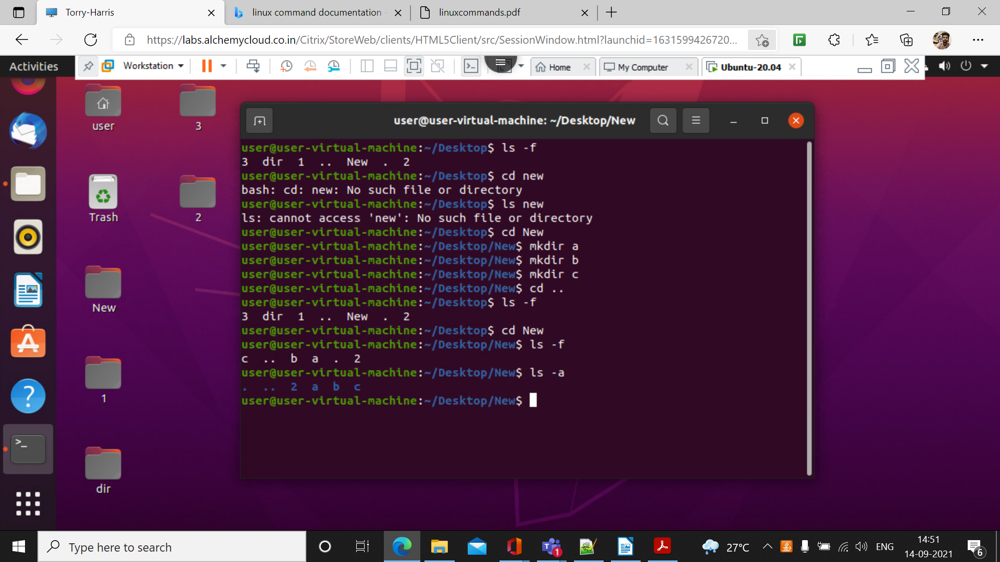 Torry-Harris
linux command documentation -
linuxcommands.pdf
https://labs.alchemycloud.co.in/Citrix/StoreWeb/clients/HTML5Client/src/SessionWindow.html?launchid=1631599426720...
Activities
Workstation
Home
My Computer
Ubuntu-20.04
user
3
Trash
2
New
1
dir
user@user-virtual-machine: ~/Desktop/New
user@user-virtual-machine:~/Desktop$ ls -f
3 dir 1 .. New . 2
user@user-virtual-machine:~/Desktop$ cd new
bash: cd: new: No such file or directory
user@user-virtual-machine:~/Desktop$ ls new
ls: cannot access 'new': No such file or directory
user@user-virtual-machine:~/Desktop$ cd New
user@user-virtual-machine:~/Desktop/New$ mkdir a
user@user-virtual-machine:~/Desktop/New$ mkdir b
user@user-virtual-machine:~/Desktop/New$ mkdir c
user@user-virtual-machine:~/Desktop/New$ cd ..
user@user-virtual-machine:~/Desktop$ ls -f
3 dir 1 .. New . 2
user@user-virtual-machine:~/Desktop$ cd New
user@user-virtual-machine:~/Desktop/New$ ls -f
c .. b a . 2
user@user-virtual-machine:~/Desktop/New$ ls -a
. .. 2 a b c
user@user-virtual-machine:~/Desktop/New$
Type here to search
1
27°C
ENG
14:51
14-09-2021
6